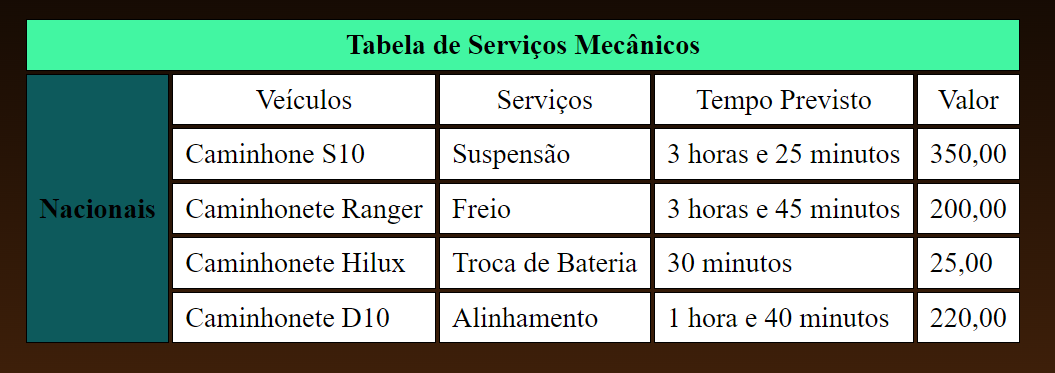 Tabela de Serviços Mecânicos
Veículos Serviços Tempo Previsto Valor
Caminhone S10 Suspensão 3 horas e 25 minutos 350,00
Nacionais Caminhonete Ranger Freio 3 horas e 45 minutos 200,00
Caminhonete Hilux Troca de Bateria 30 minutos 25,00
Caminhonete D10 Alinhamento 1 hora e 40 minutos 220,00